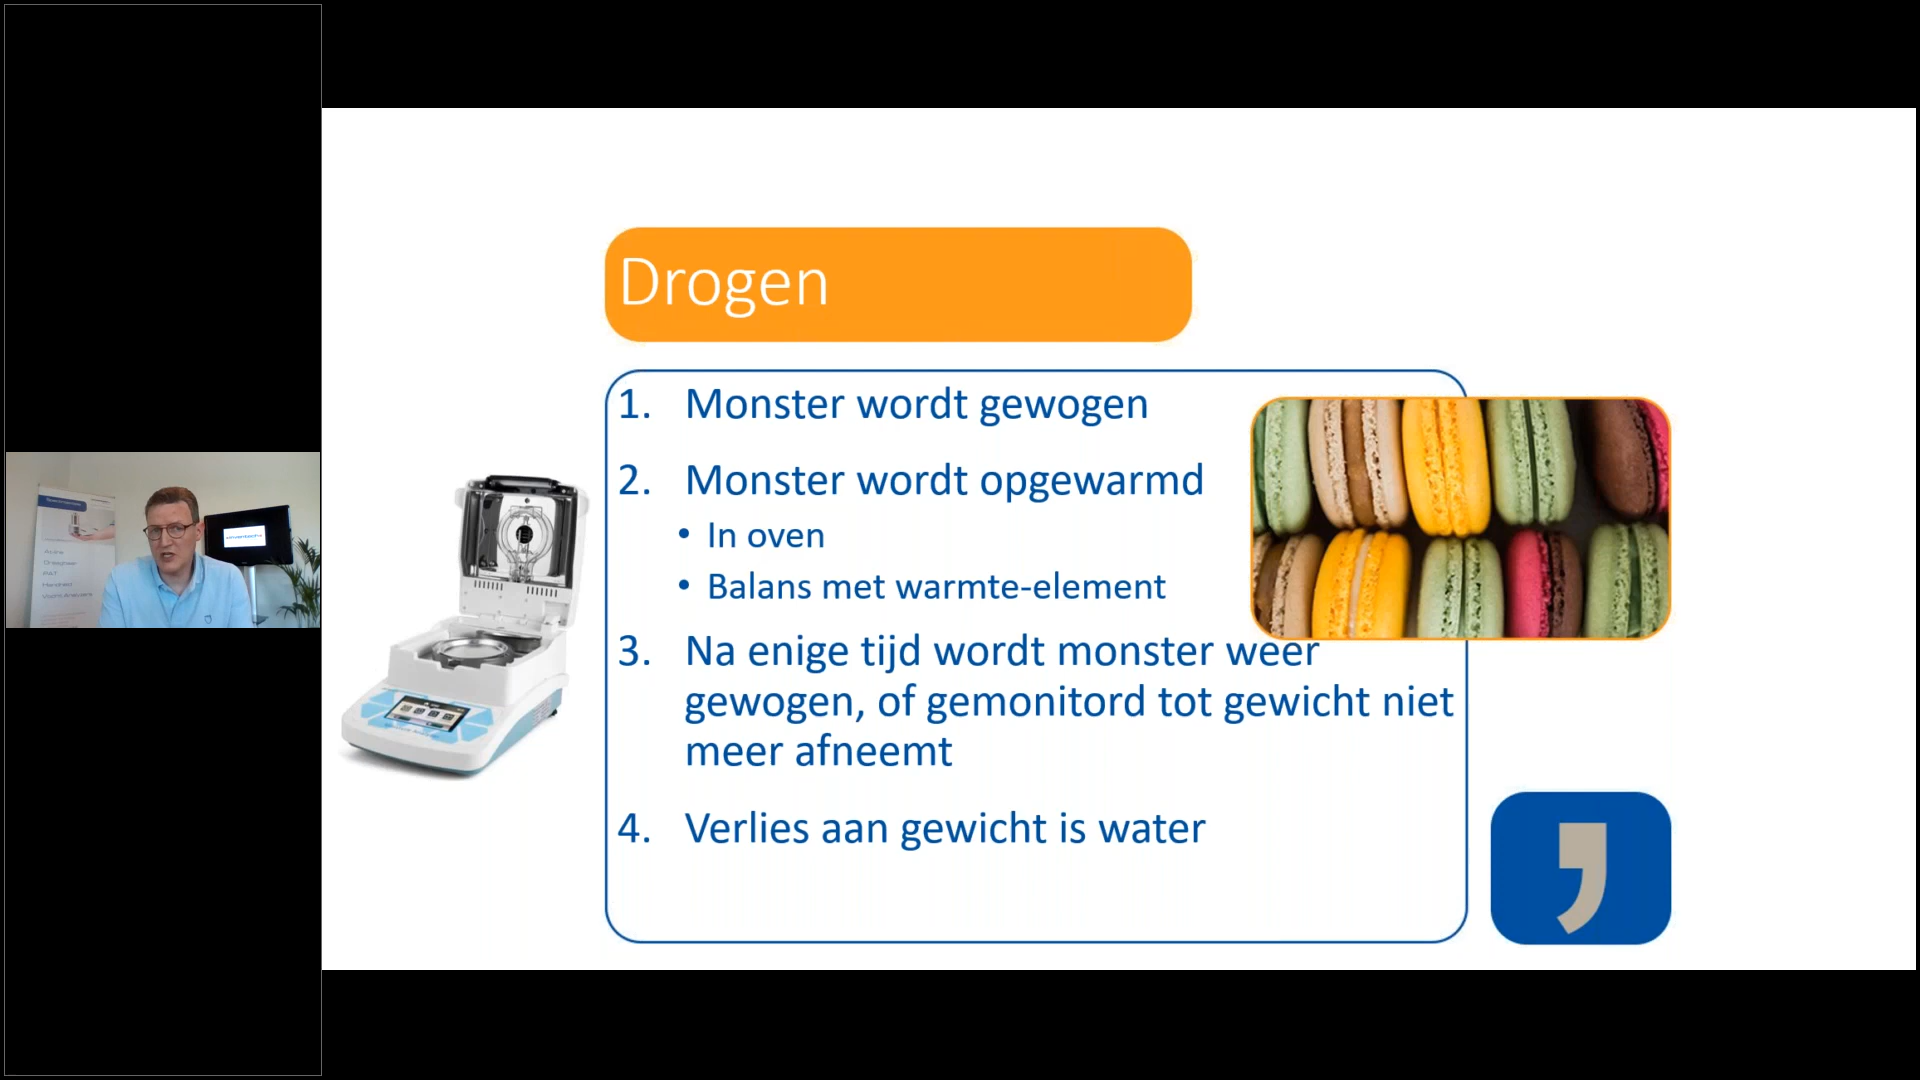 Drogen
1. Monster wordt gewogen
2. Monster wordt opgewarmd
• In oven
• Balans met warmte-element
3. Na enige tijd wordt monster weer
gewogen, of gemonitord tot gewicht niet
meer afneemt
4. Verlies aan gewicht is water